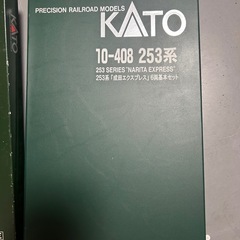 PRECISION RAILROAD MODELS
KATO
10-408 253系
253 SERIES "NARITA EXPRESS"
253系「成田エクスプレス」6両基本セット